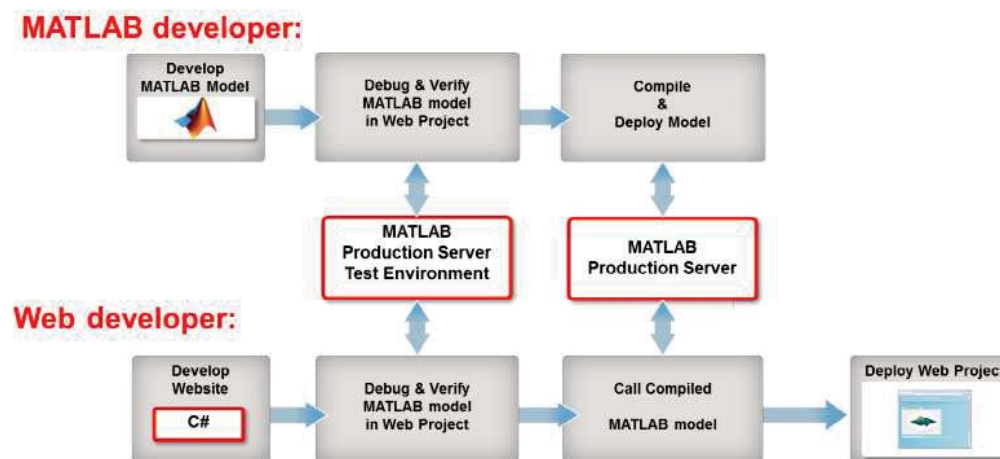 MATLAB developer:
Develop
MATLAB Model
Debug & Verify
MATLAB model
in Web Project
Compile
&
Deploy Model
MATLAB
Production Server
Test Environment
MATLAB
Production Server
Web developer:
Develop
Website
C#
Debug & Verify
MATLAB model
in Web Project
Call Compiled
MATLAB model
Deploy Web Project